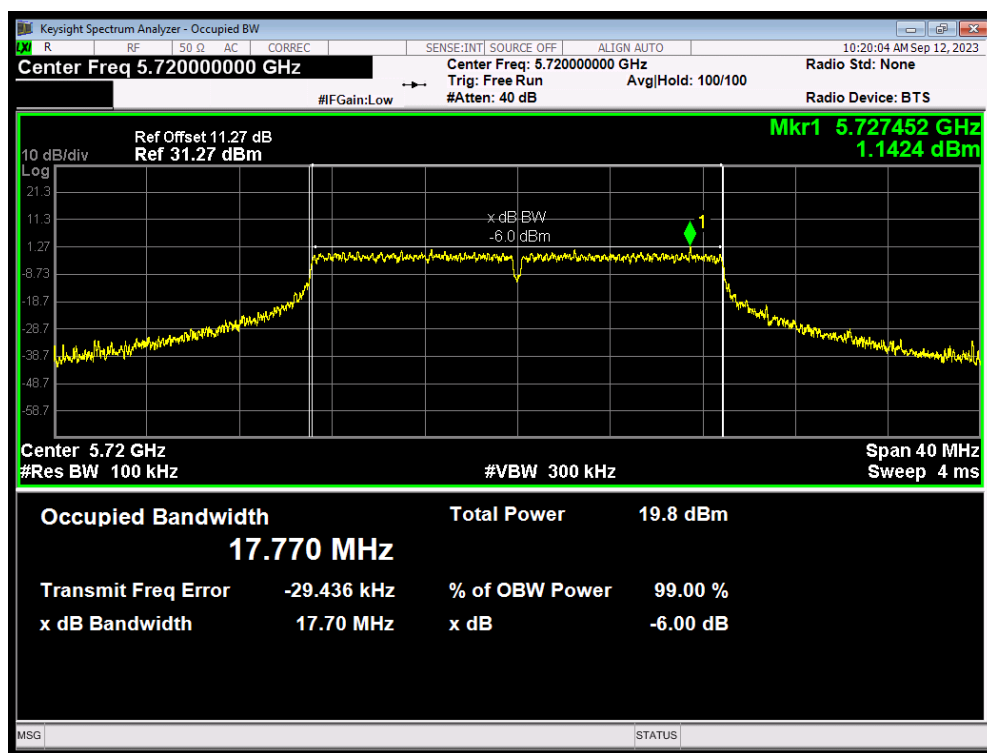 Keysight Spectrum Analyzer - Occupied BW
LXI R RF 50 Ω AC CORREC SENSE:INT SOURCE OFF ALIGN AUTO 10:20:04 AM Sep 12, 2023
Center Freq 5.720000000 GHz Center Freq: 5.720000000 GHz Radio Std: None
Trig: Free Run Avg|Hold: 100/100
#IFGain:Low #Atten: 40 dB Radio Device: BTS
Mkr1 5.727452 GHz
1.1424 dBm
Ref Offset 11.27 dB
10 dB/div Ref 31.27 dBm
Log
21.3
11.3
1.27
-8.73
-18.7
-28.7
-38.7
-48.7
-58.7
x dB BW
-6.0 dBm
1
Center 5.72 GHz Span 40 MHz
#Res BW 100 kHz #VBW 300 kHz Sweep 4 ms
Occupied Bandwidth Total Power 19.8 dBm
17.770 MHz
Transmit Freq Error -29.436 kHz % of OBW Power 99.00 %
x dB Bandwidth 17.70 MHz x dB -6.00 dB
MSG STATUS